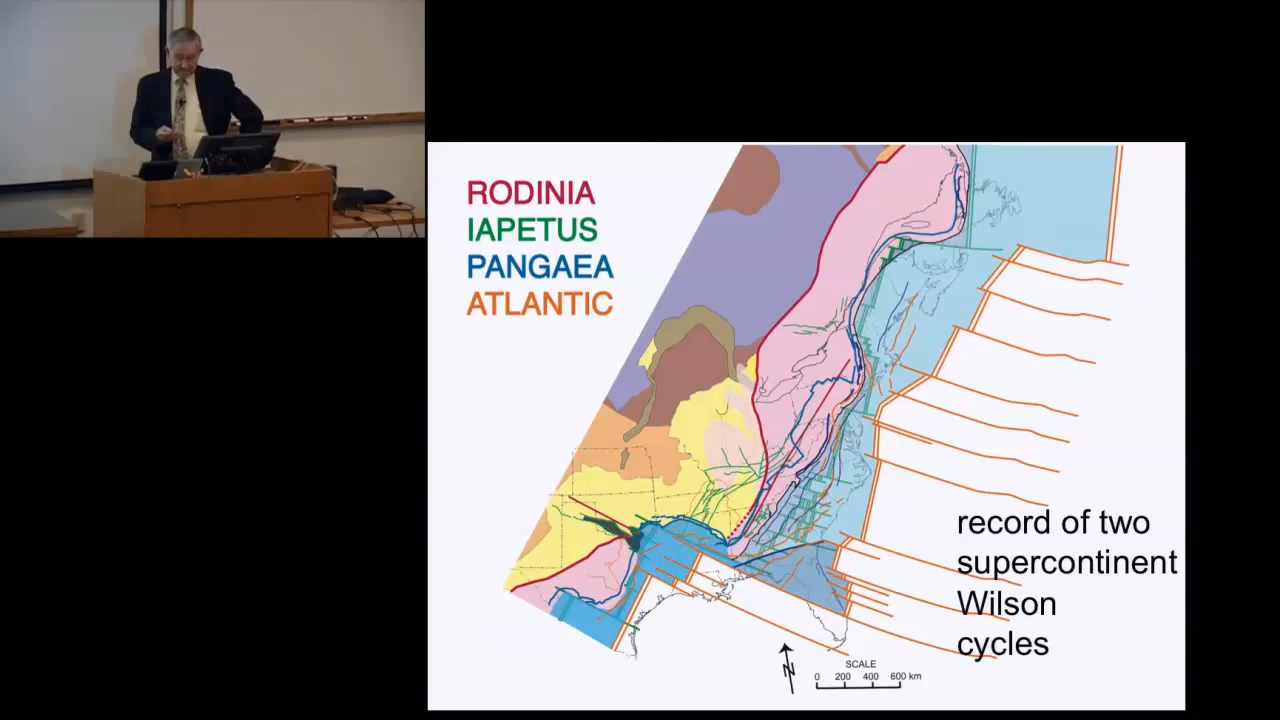 RODINIA
IAPETUS
PANGAEA
ATLANTIC
record of two
supercontinent
Wilson
cycles
N
SCALE
0 200 400 600 km